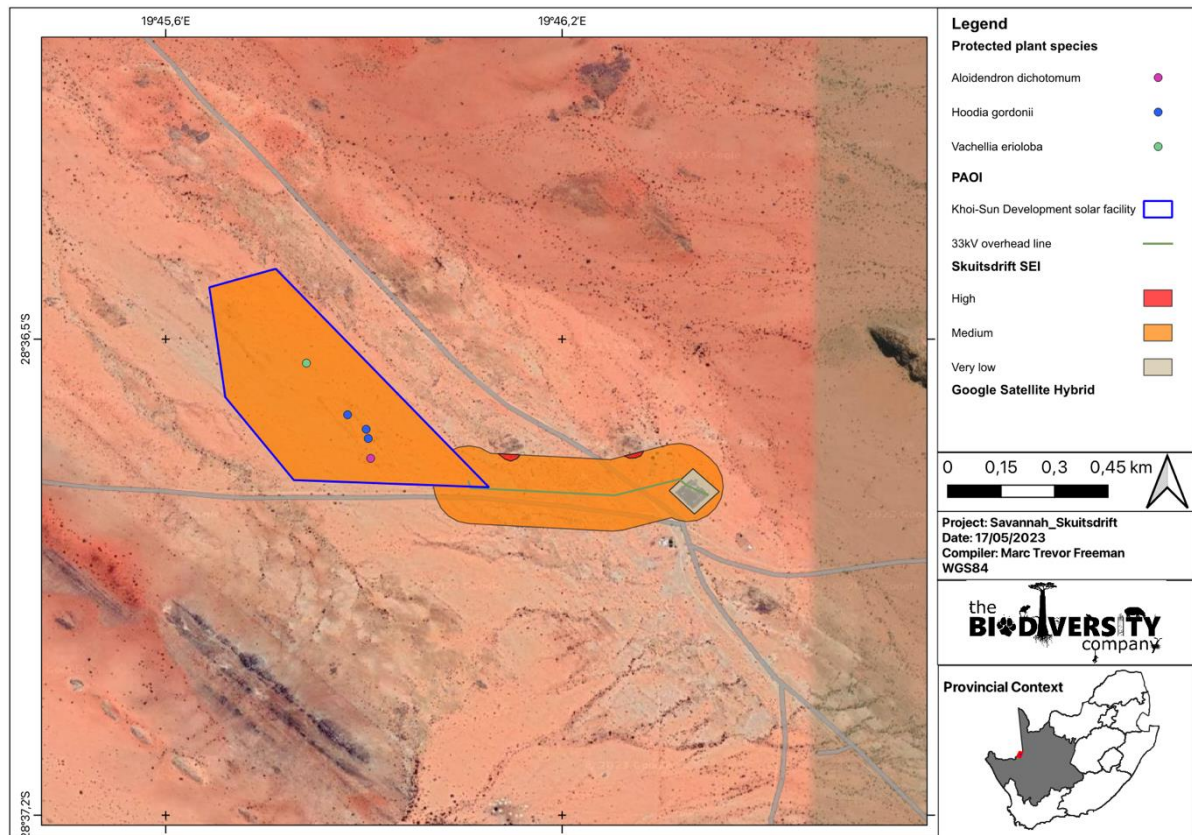 19°45,6'E
19°46,2'E
28°36,5'S
28°37,2'S
Legend
Protected plant species
Aloidendron dichotomum
Hoodia gordonii
Vachellia erioloba
PAOI
Khoi-Sun Development solar facility
33kV overhead line
Skuitsdrift SEI
High
Medium
Very low
Google Satellite Hybrid
0 0,15 0,3 0,45 km
Project: Savannah_Skuitsdrift
Date: 17/05/2023
Compiler: Marc Trevor Freeman
WGS84
the
BIODIVERSITY
company
Provincial Context